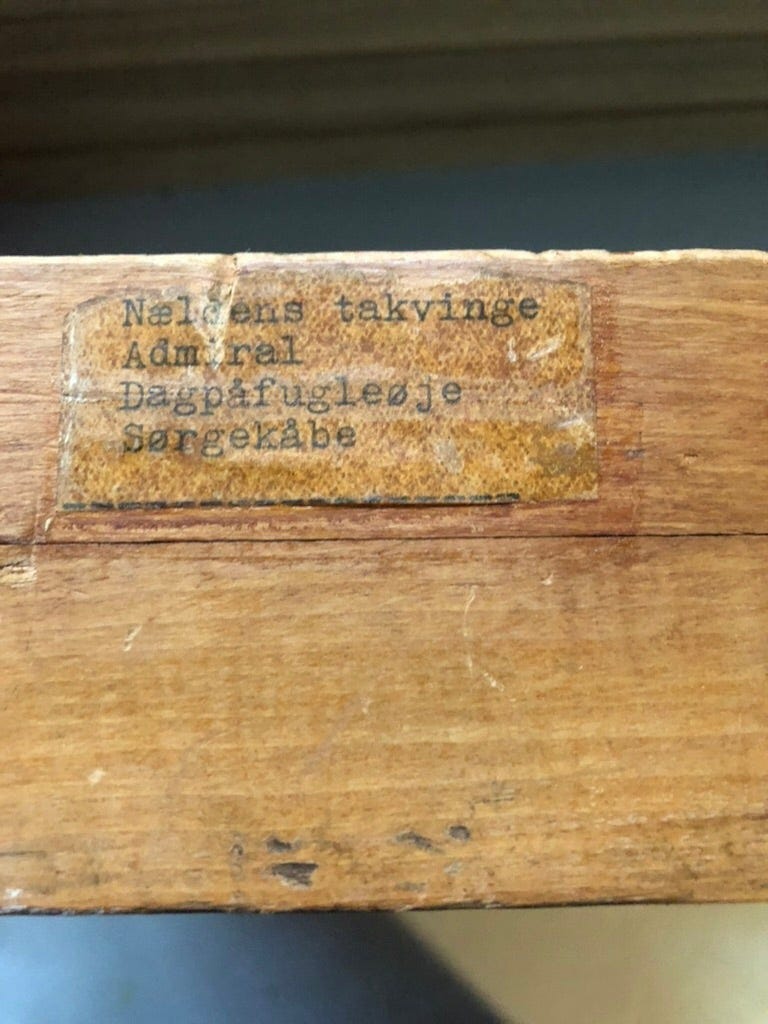 Nældens takvinge
Admiral
Dagpåfugleøje
Sørgekåbe